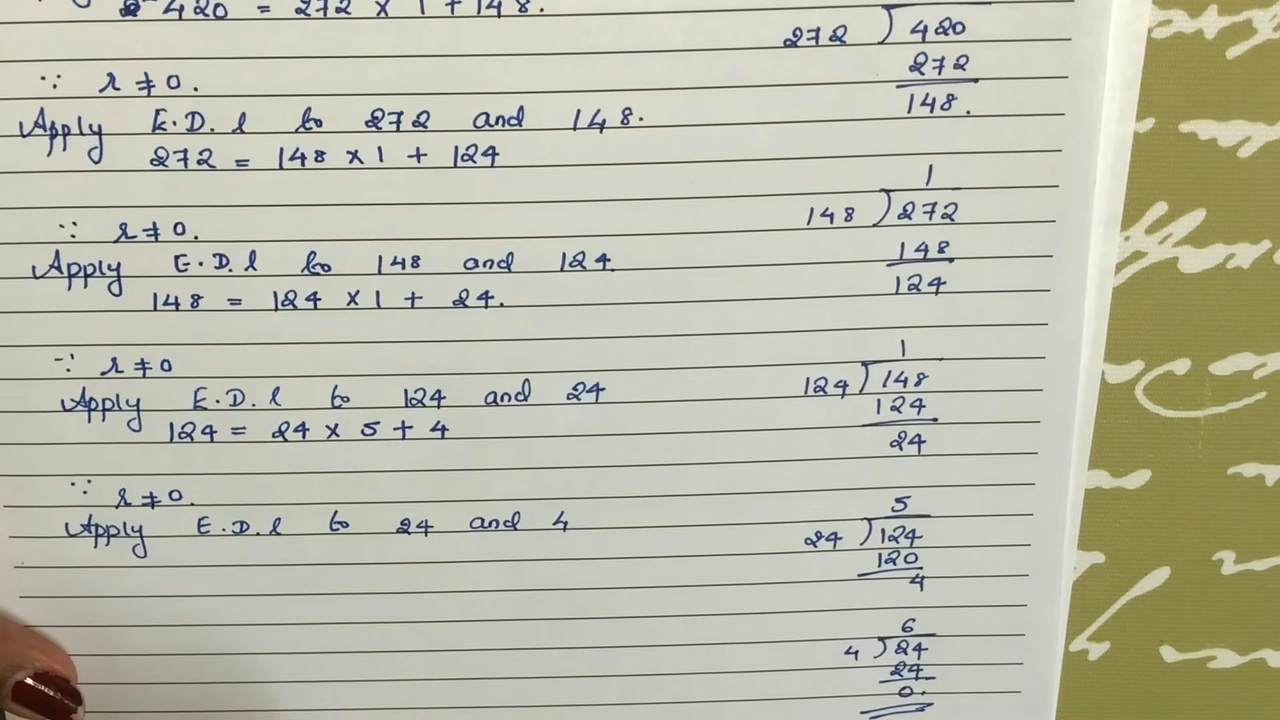 420 = 272 x 1 + 148.
∵ r ≠ 0.
Apply E.D.l to 272 and 148.
272 = 148 x 1 + 124
∵ r ≠ 0.
Apply E.D.l to 148 and 124.
148 = 124 x 1 + 24.
∵ r ≠ 0
Apply E.D.l to 124 and 24
124 = 24 x 5 + 4
∵ r ≠ 0.
Apply E.D.l to 24 and 4
272 ) 420
272
148.
1
148 ) 272
148
124
1
124 ) 148
124
24
5
24 ) 124
120
4
6
4 ) 24
24
0.